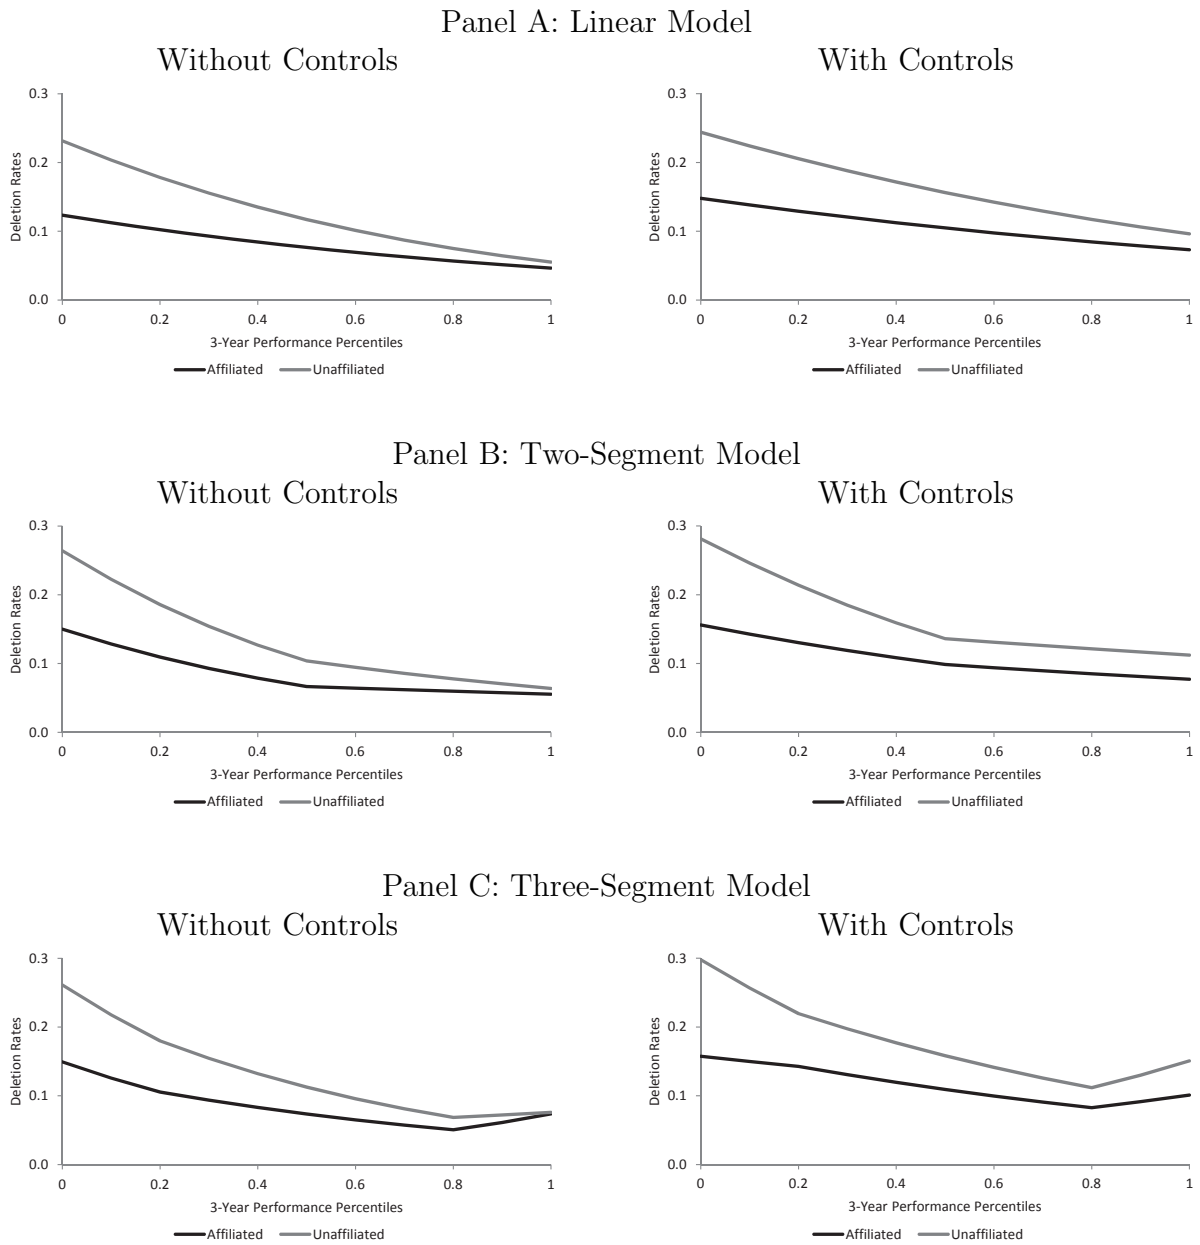 Panel A: Linear Model
Without Controls
0.3
0.2
0.1
0.0
Deletion Rates
0 0.2 0.4 0.6 0.8 1
3-Year Performance Percentiles
Affiliated Unaffiliated
With Controls
0.3
0.2
0.1
0.0
Deletion Rates
0 0.2 0.4 0.6 0.8 1
3-Year Performance Percentiles
Affiliated Unaffiliated
Panel B: Two-Segment Model
Without Controls
0.3
0.2
0.1
0.0
Deletion Rates
0 0.2 0.4 0.6 0.8 1
3-Year Performance Percentiles
Affiliated Unaffiliated
With Controls
0.3
0.2
0.1
0.0
Deletion Rates
0 0.2 0.4 0.6 0.8 1
3-Year Performance Percentiles
Affiliated Unaffiliated
Panel C: Three-Segment Model
Without Controls
0.3
0.2
0.1
0.0
Deletion Rates
0 0.2 0.4 0.6 0.8 1
3-Year Performance Percentiles
Affiliated Unaffiliated
With Controls
0.3
0.2
0.1
0.0
Deletion Rates
0 0.2 0.4 0.6 0.8 1
3-Year Performance Percentiles
Affiliated Unaffiliated